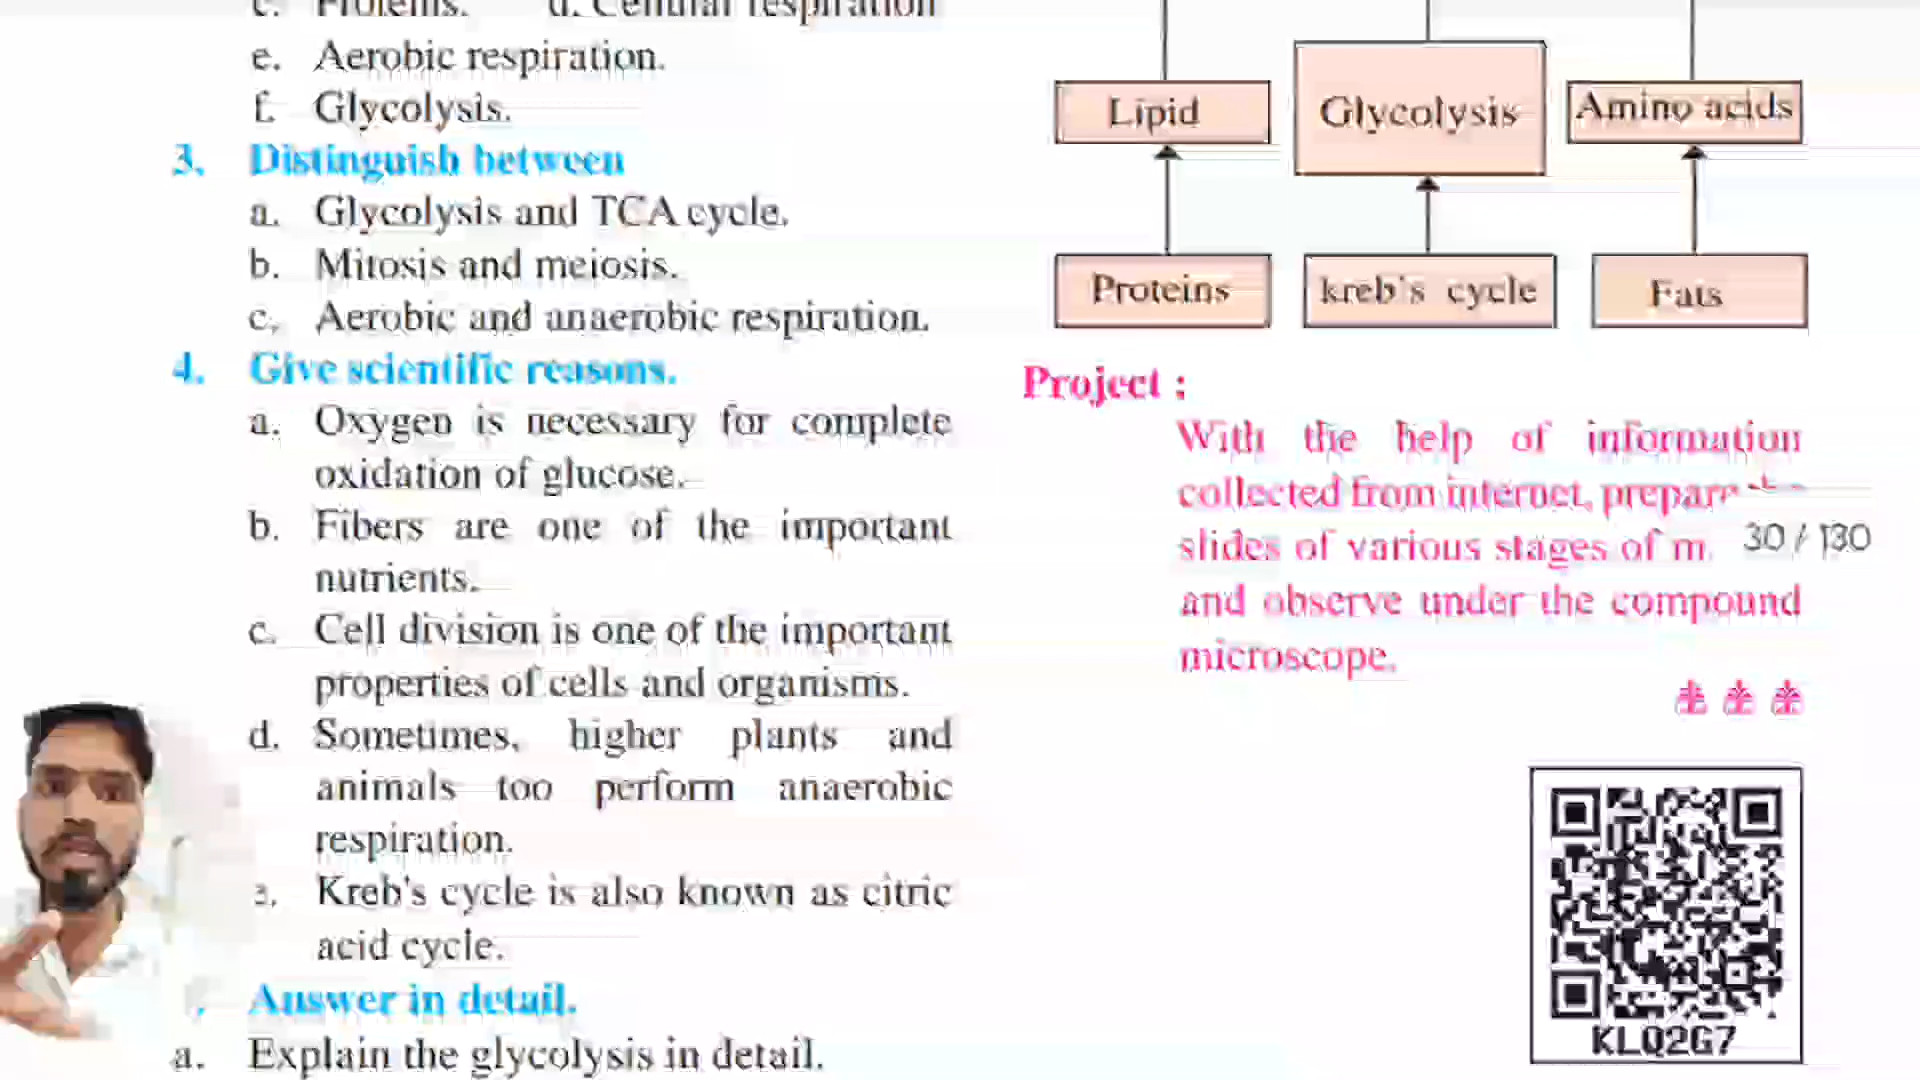 c. Proteins. d. Cellular respiration
e. Aerobic respiration.
f. Glycolysis.
3. Distinguish between
a. Glycolysis and TCA cycle.
b. Mitosis and meiosis.
c. Aerobic and anaerobic respiration.
4. Give scientific reasons.
a. Oxygen is necessary for complete
oxidation of glucose.
b. Fibers are one of the important
nutrients.
c. Cell division is one of the important
properties of cells and organisms.
d. Sometimes, higher plants and
animals too perform anaerobic
respiration.
e. Kreb's cycle is also known as citric
acid cycle.
Answer in detail.
a. Explain the glycolysis in detail.
Lipid Glycolysis Amino acids
Proteins kreb's cycle Fats
Project :
With the help of information
collected from internet, prepare
slides of various stages of
30 / 130
and observe under the compound
microscope.
KLQ2G7